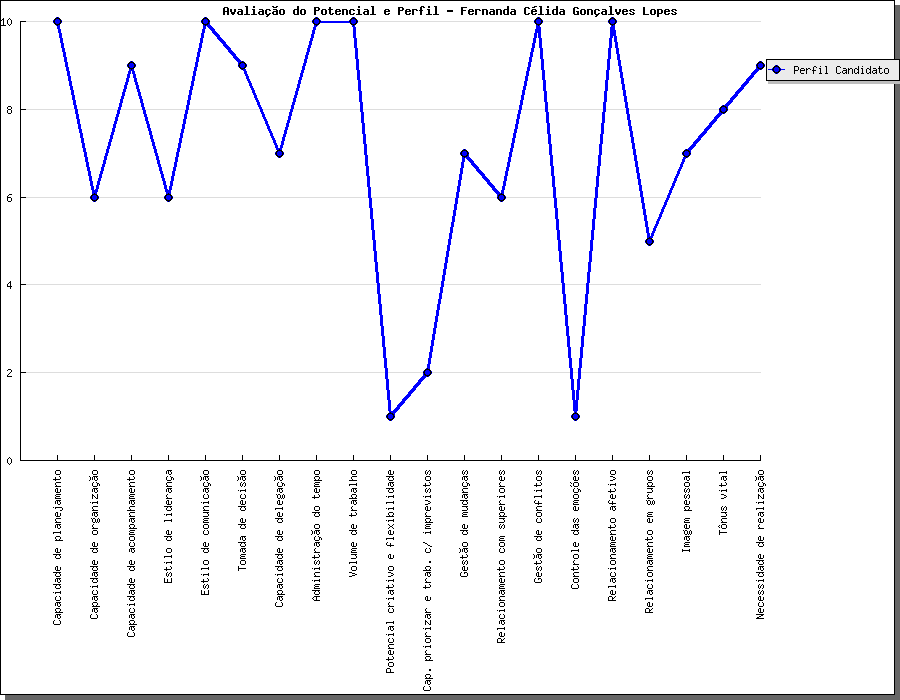 Avaliação do Potencial e Perfil - Fernanda Célida Gonçalves Lopes
10
8
6
4
2
0
Perfil Candidato
Capacidade de planejamento
Capacidade de organização
Capacidade de acompanhamento
Estilo de liderança
Estilo de comunicação
Tomada de decisão
Capacidade de delegação
Administração do tempo
Volume de trabalho
Potencial criativo e flexibilidade
Cap. priorizar e trab. c/ imprevistos
Gestão de mudanças
Relacionamento com superiores
Gestão de conflitos
Controle das emoções
Relacionamento afetivo
Relacionamento em grupos
Imagem pessoal
Tônus vital
Necessidade de realização